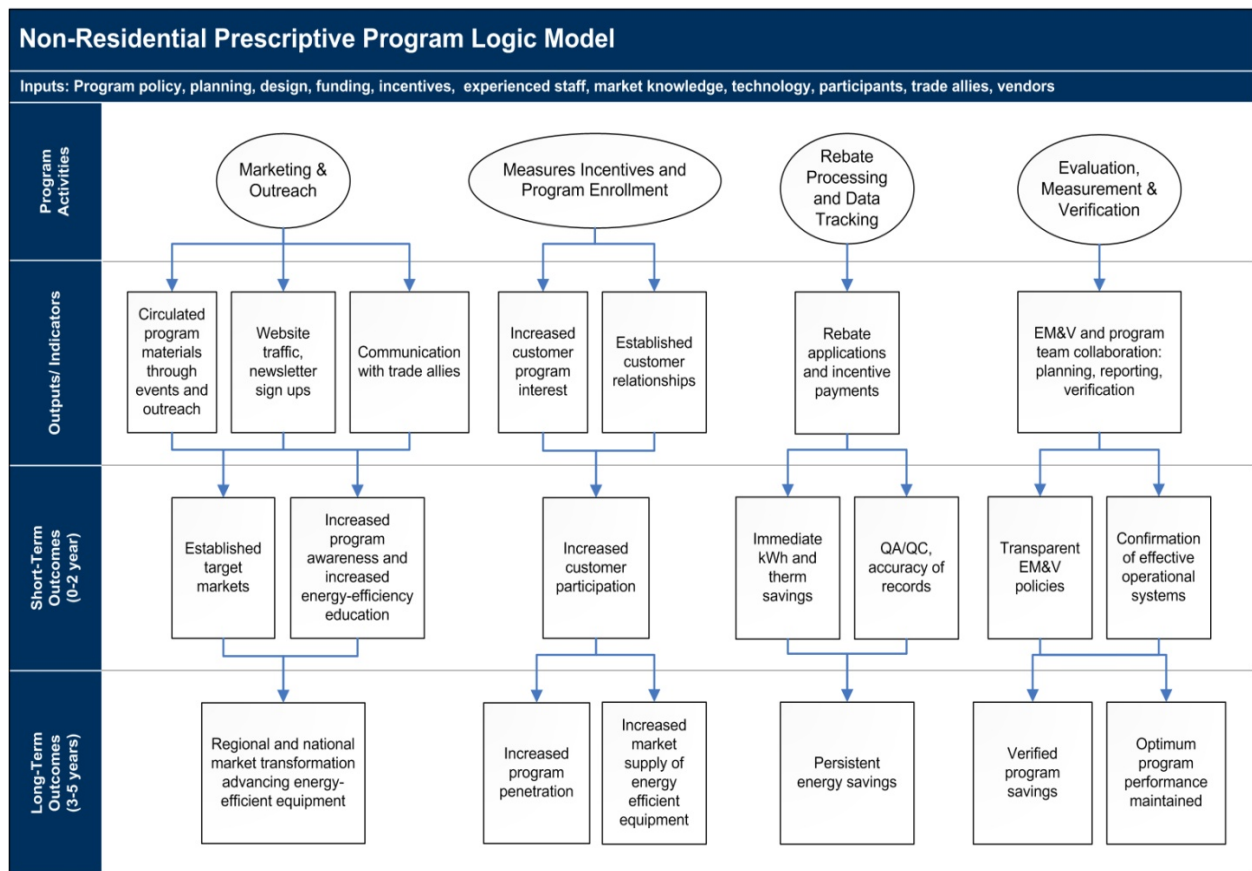 Non-Residential Prescriptive Program Logic Model
Inputs: Program policy, planning, design, funding, incentives, experienced staff, market knowledge, technology, participants, trade allies, vendors
Program
Activities
Marketing &
Outreach
Measures Incentives and
Program Enrollment
Rebate
Processing
and Data
Tracking
Evaluation,
Measurement &
Verification
Outputs/ Indicators
Circulated
program
materials
through
events and
outreach
Website
traffic,
newsletter
sign ups
Communication
with trade allies
Increased
customer
program
interest
Established
customer
relationships
Rebate
applications
and incentive
payments
EM&V and program
team collaboration:
planning, reporting,
verification
Short-Term
Outcomes
(0-2 year)
Established
target
markets
Increased
program
awareness and
increased
energy-efficiency
education
Increased
customer
participation
Immediate
kWh and
therm
savings
QA/QC,
accuracy of
records
Transparent
EM&V
policies
Confirmation
of effective
operational
systems
Long-Term
Outcomes
(3-5 years)
Regional and national
market transformation
advancing energy-
efficient equipment
Increased
program
penetration
Increased
market
supply of
energy
efficient
equipment
Persistent
energy savings
Verified
program
savings
Optimum
program
performance
maintained